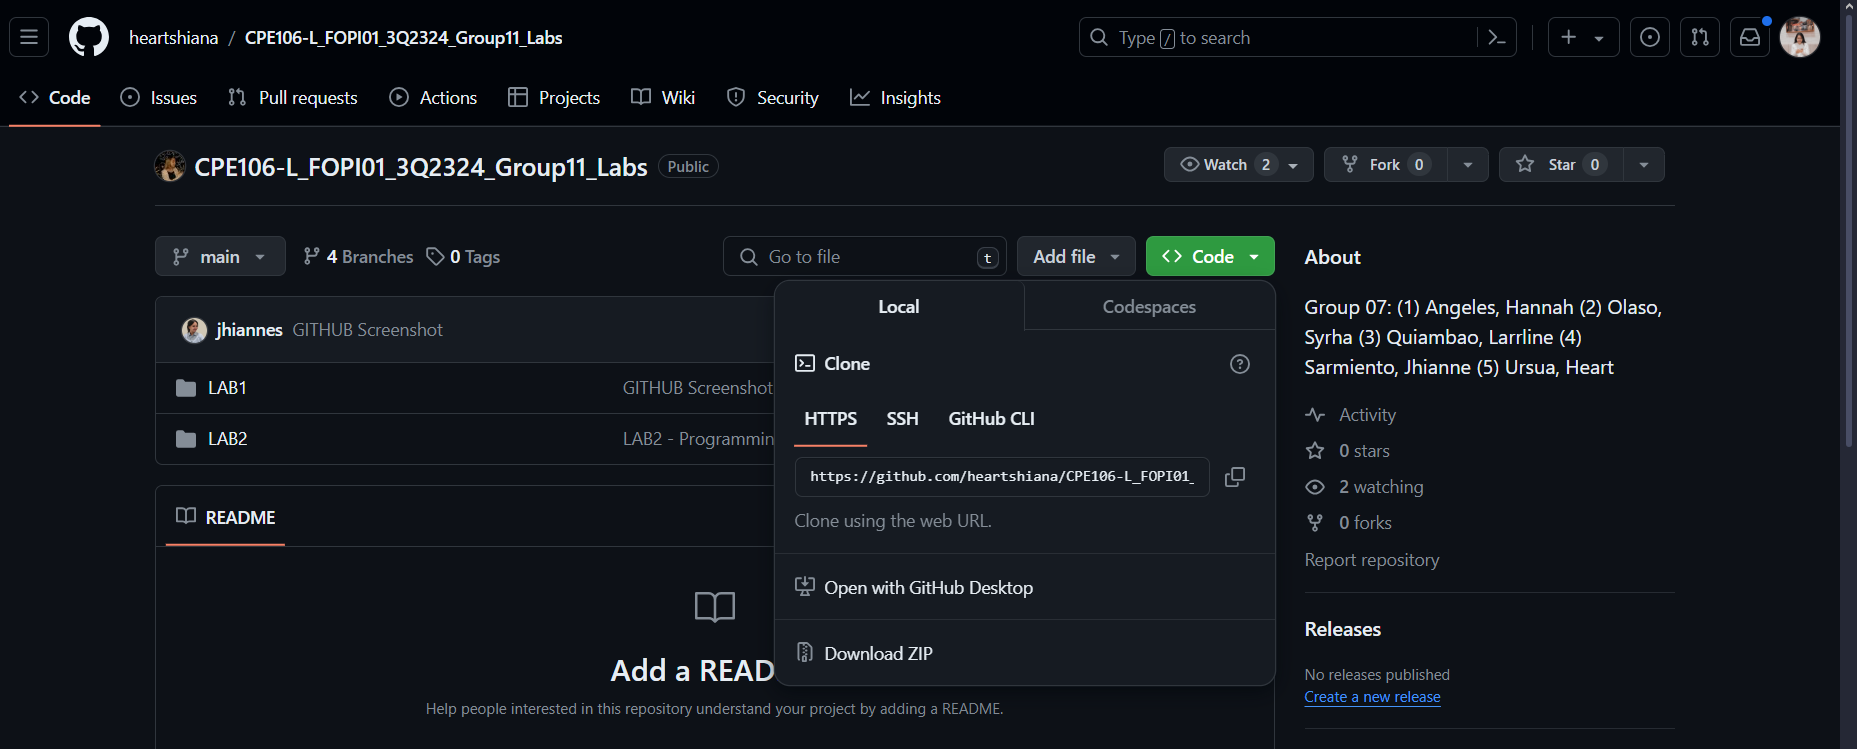 heartshiana / CPE106-L_FOPI01_3Q2324_Group11_Labs
Type / to search
Code Issues Pull requests Actions Projects Wiki Security Insights
CPE106-L_FOPI01_3Q2324_Group11_Labs Public
Watch 2 Fork 0 Star 0
main 4 Branches 0 Tags
Go to file t Add file Code
Local Codespaces
Clone
HTTPS SSH GitHub CLI
https://github.com/heartshiana/CPE106-L_FOPI01_
Clone using the web URL.
Open with GitHub Desktop
Download ZIP
jhiannes GITHUB Screenshot
LAB1 GITHUB Screenshot
LAB2 LAB2 - Programmin
README
Add a READ
Help people interested in this repository understand your project by adding a README.
About
Group 07: (1) Angeles, Hannah (2) Olaso,
Syrha (3) Quiambao, Larrline (4)
Sarmiento, Jhianne (5) Ursua, Heart
Activity
0 stars
2 watching
0 forks
Report repository
Releases
No releases published
Create a new release